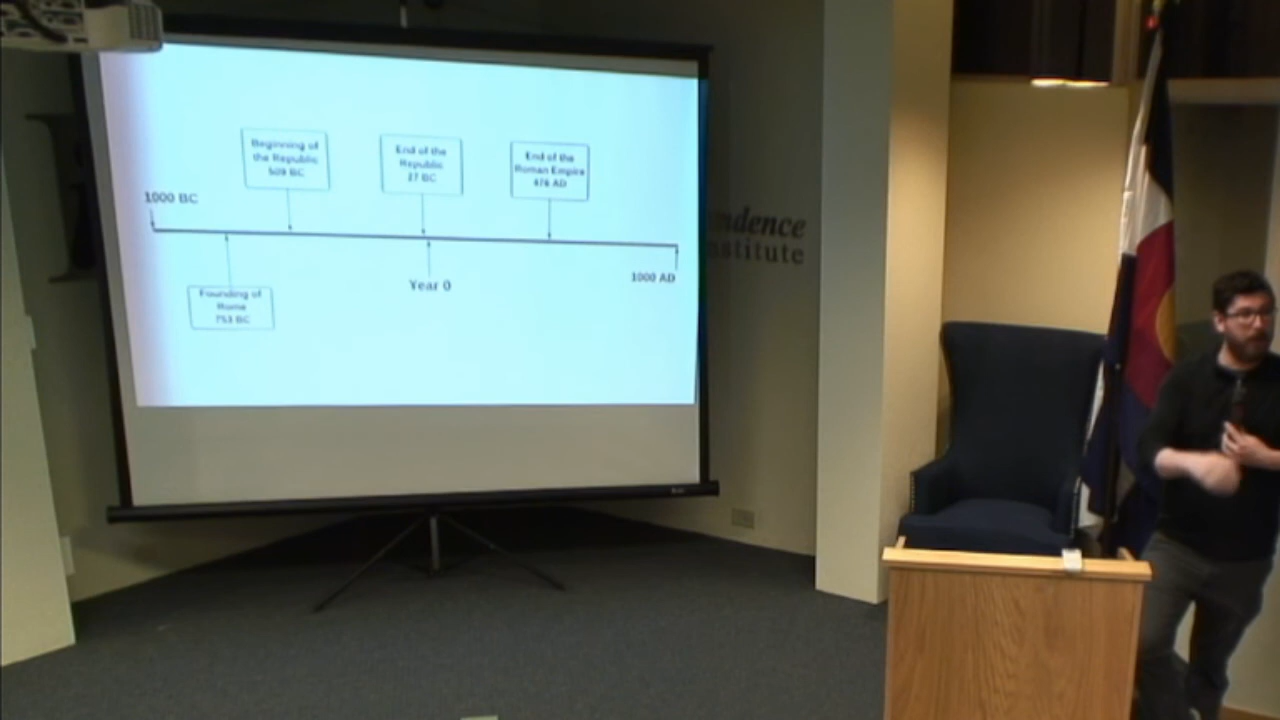 Beginning of
the Republic
509 BC
End of the
Republic
27 BC
End of the
Roman Empire
476 AD
1000 BC
Year 0
1000 AD
Founding of
Rome
753 BC
ndence
nstitute